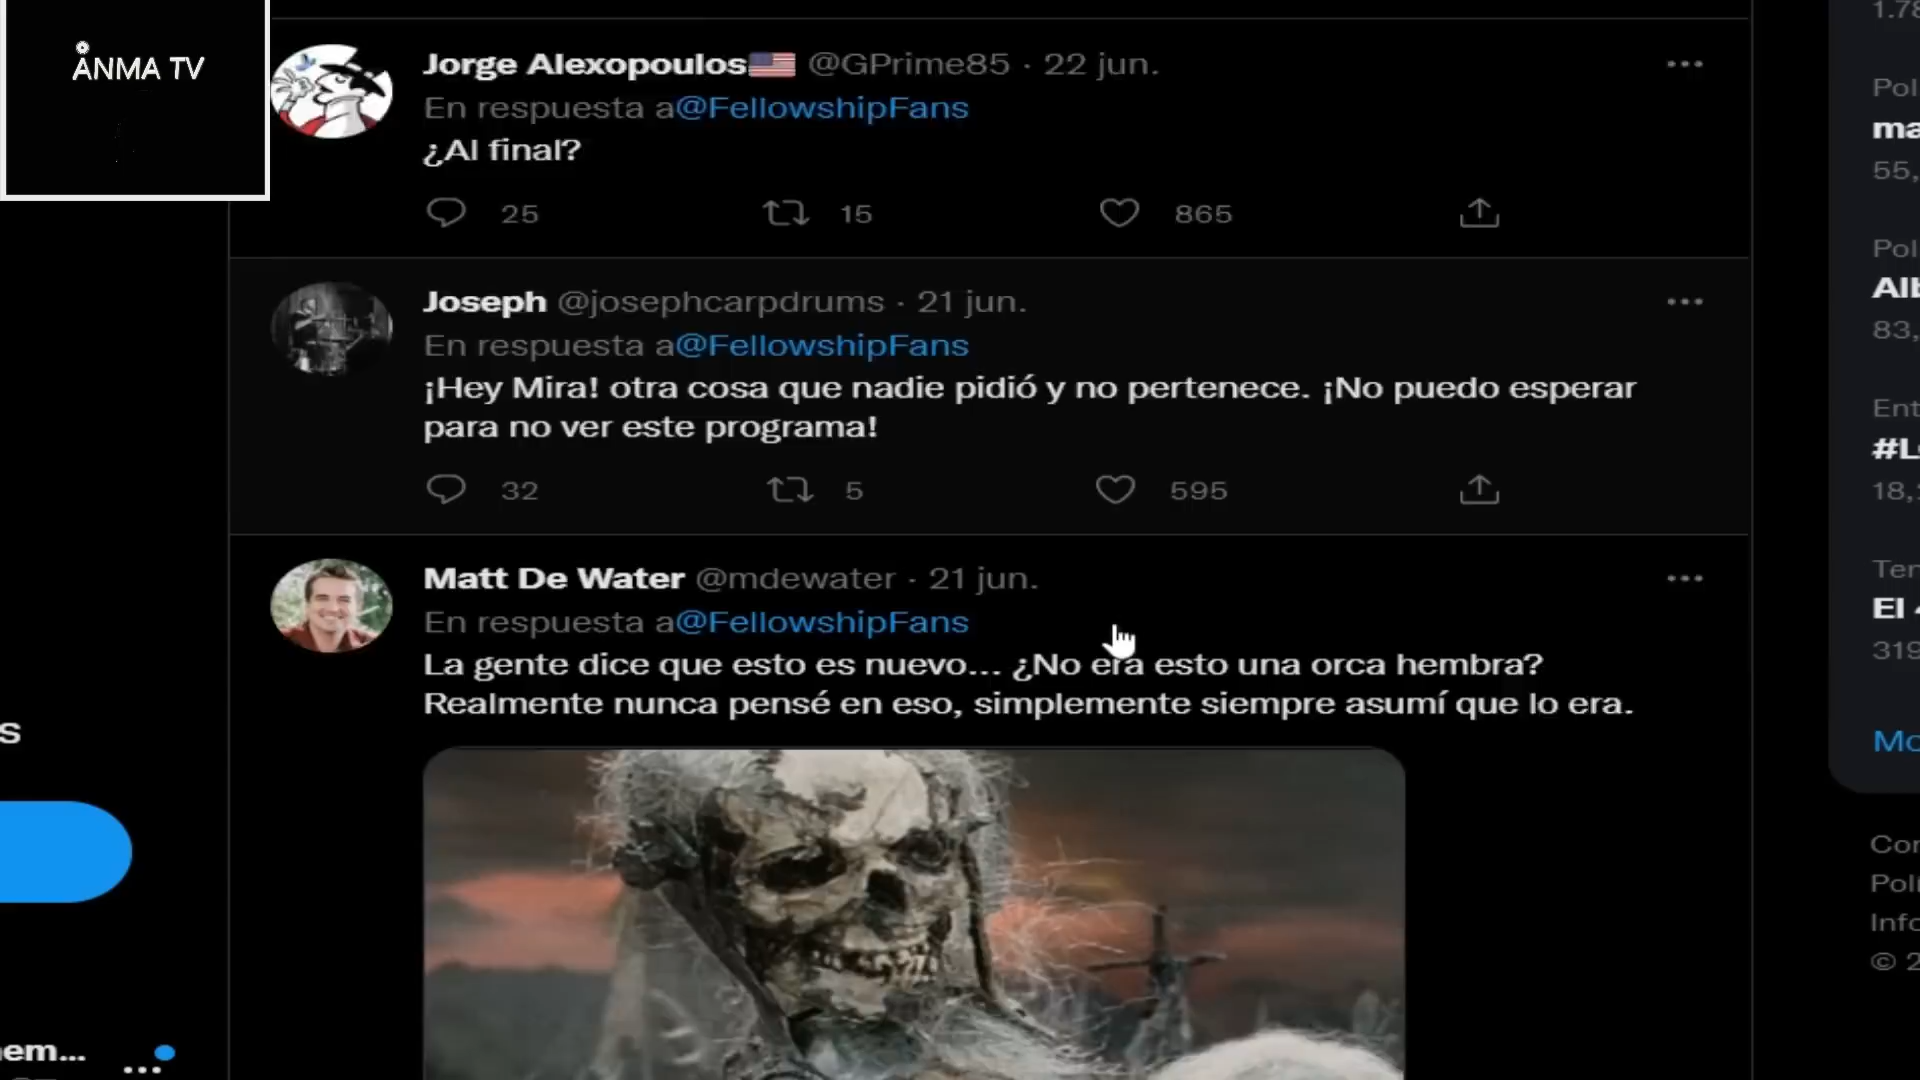 ANMA TV
Jorge Alexopoulos @GPrime85 · 22 jun.
En respuesta a@FellowshipFans
¿Al final?
25 15 865
Joseph @josephcarpdrums · 21 jun.
En respuesta a@FellowshipFans
¡Hey Mira! otra cosa que nadie pidió y no pertenece. ¡No puedo esperar
para no ver este programa!
32 5 595
Matt De Water @mdewater · 21 jun.
En respuesta a@FellowshipFans
La gente dice que esto es nuevo... ¿No era esto una orca hembra?
Realmente nunca pensé en eso, simplemente siempre asumí que lo era.
1.78
Pol
ma
55,
Pol
Alb
83,
Ent
#L
18,
Ten
El
319
Mo
Con
Polí
Info
© 2
s
em...